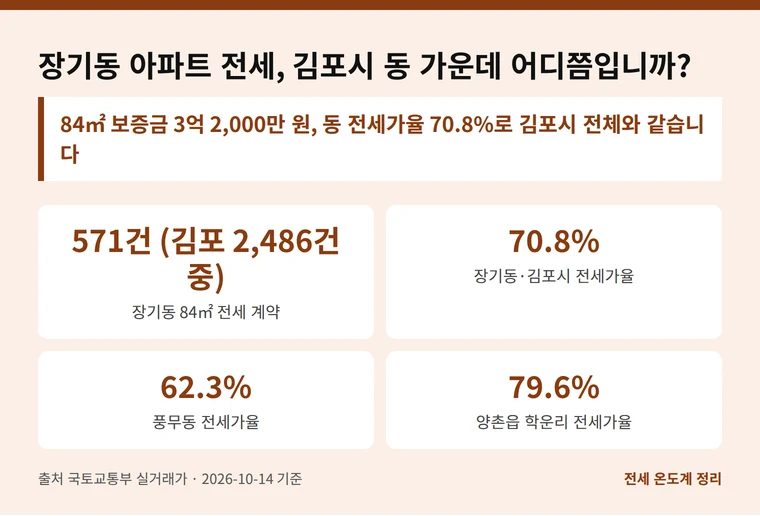 장기동 아파트 전세, 김포시 동 가운데 어디쯤입니까?
84㎡ 보증금 3억 2,000만 원, 동 전세가율 70.8%로 김포시 전체와 같습니
다
571건 (김포 2,486건
중)
장기동 84㎡ 전세 계약
70.8%
장기동·김포시 전세가율
62.3%
풍무동 전세가율
79.6%
양촌읍 학운리 전세가율
출처 국토교통부 실거래가 · 2026-10-14 기준
전세 온도계 정리